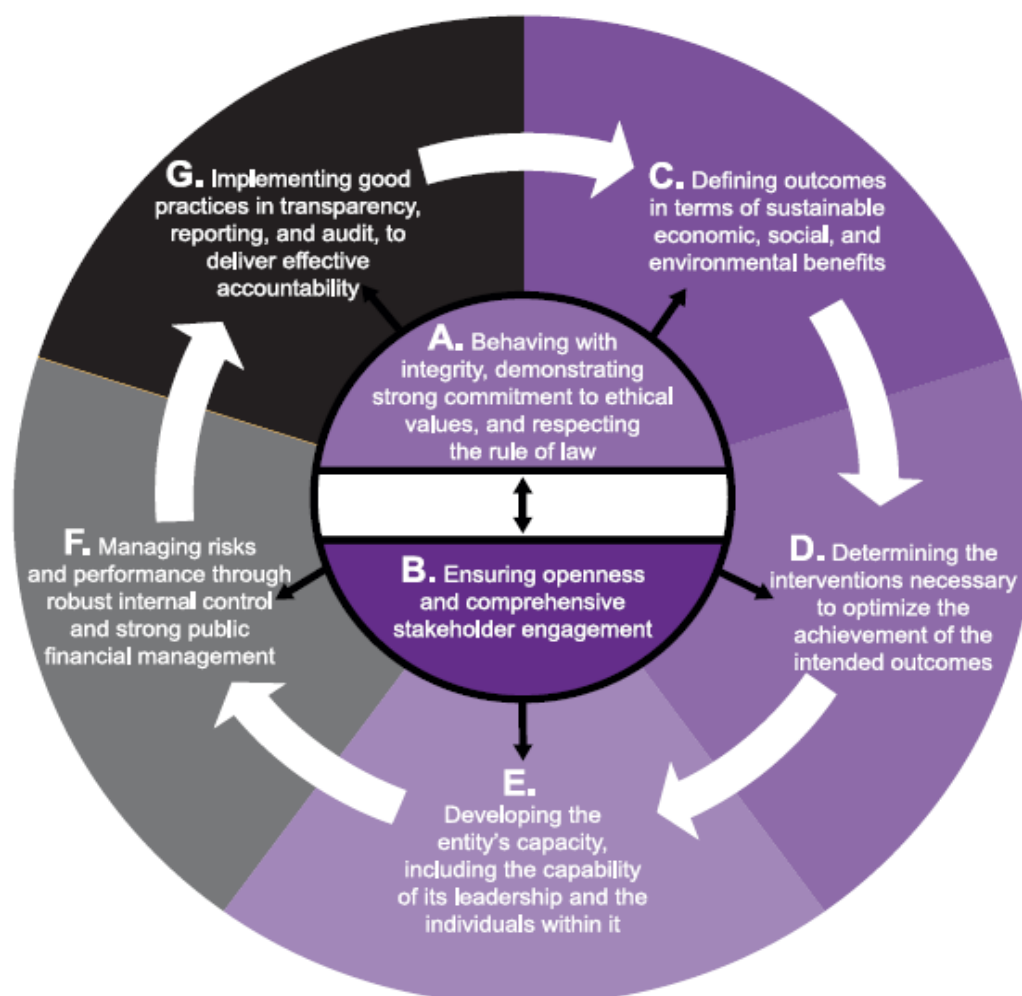 G. Implementing good
practices in transparency,
reporting, and audit, to
deliver effective
accountability
C. Defining outcomes
in terms of sustainable
economic, social, and
environmental benefits
A. Behaving with
integrity, demonstrating
strong commitment to ethical
values, and respecting
the rule of law
F. Managing risks
and performance through
robust internal control
and strong public
financial management
B. Ensuring openness
and comprehensive
stakeholder engagement
D. Determining the
interventions necessary
to optimize the
achievement of the
intended outcomes
E.
Developing the
entity's capacity,
including the capability
of its leadership and the
individuals within it